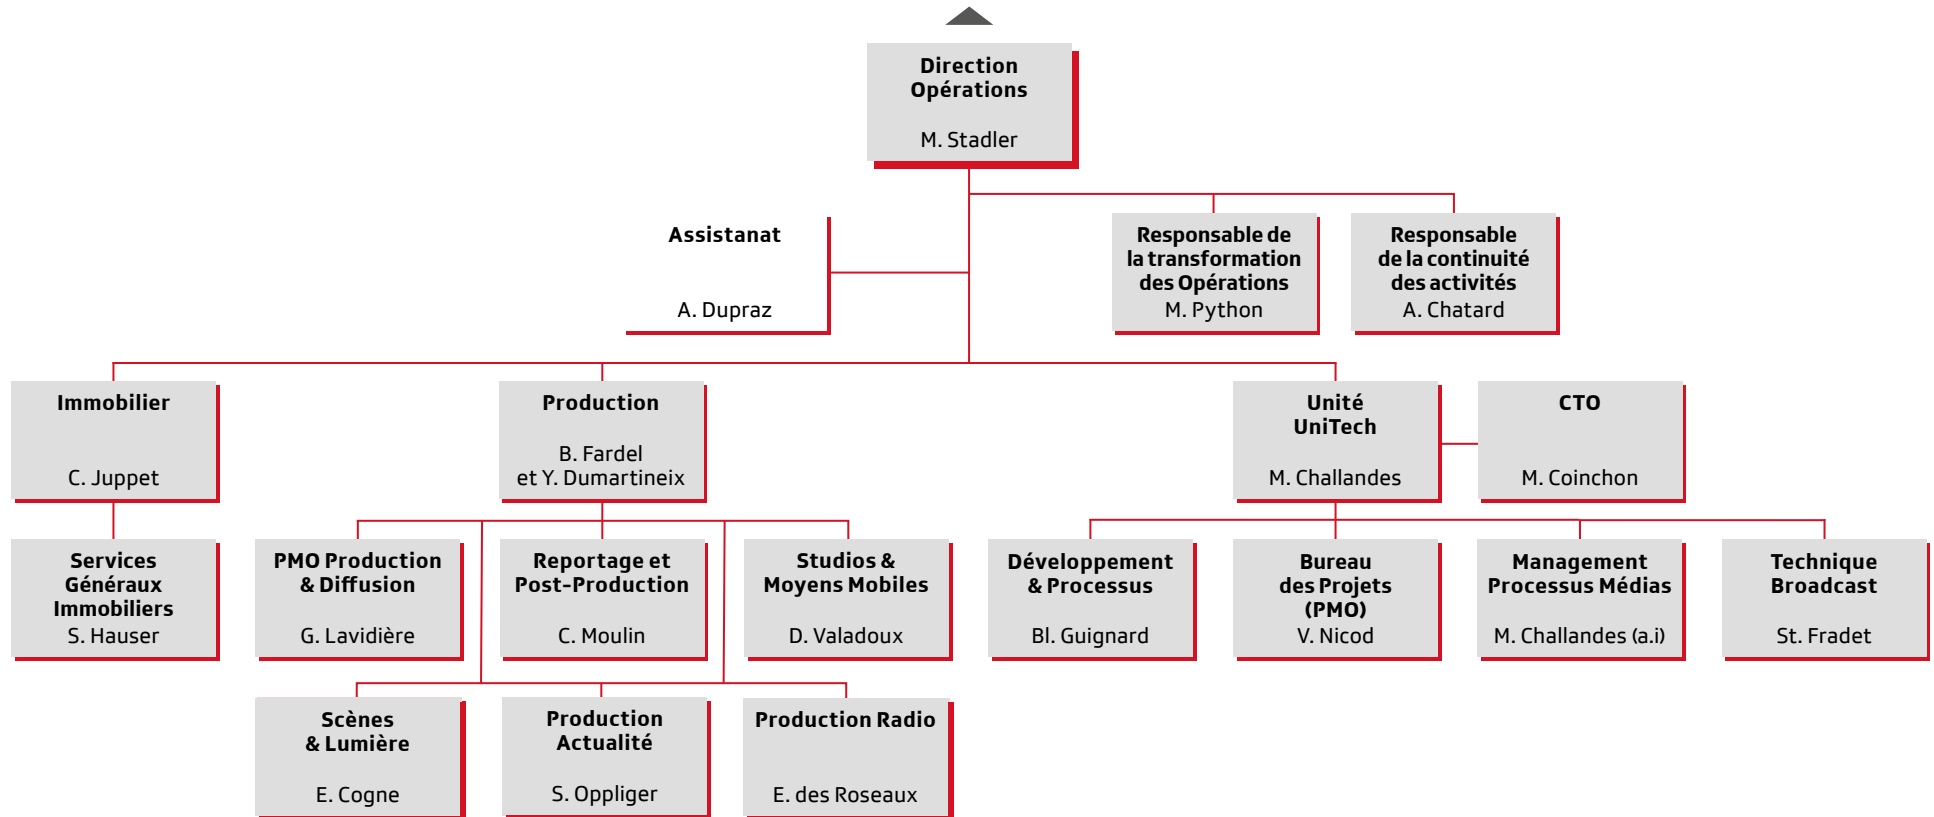 Direction
Opérations
M. Stadler
Assistanat
A. Dupraz
Responsable de
la transformation
des Opérations
M. Python
Responsable
de la continuité
des activités
A. Chatard
Immobilier
C. Juppet
Production
B. Fardel
et Y. Dumartineix
Unité
UniTech
M. Challandes
CTO
M. Coinchon
Services
Généraux
Immobiliers
S. Hauser
PMO Production
& Diffusion
G. Lavidière
Reportage et
Post-Production
C. Moulin
Studios &
Moyens Mobiles
D. Valadoux
Développement
& Processus
Bl. Guignard
Bureau
des Projets
(PMO)
V. Nicod
Management
Processus Médias
M. Challandes (a.i)
Technique
Broadcast
St. Fradet
Scènes
& Lumière
E. Cogne
Production
Actualité
S. Oppliger
Production Radio
E. des Roseaux